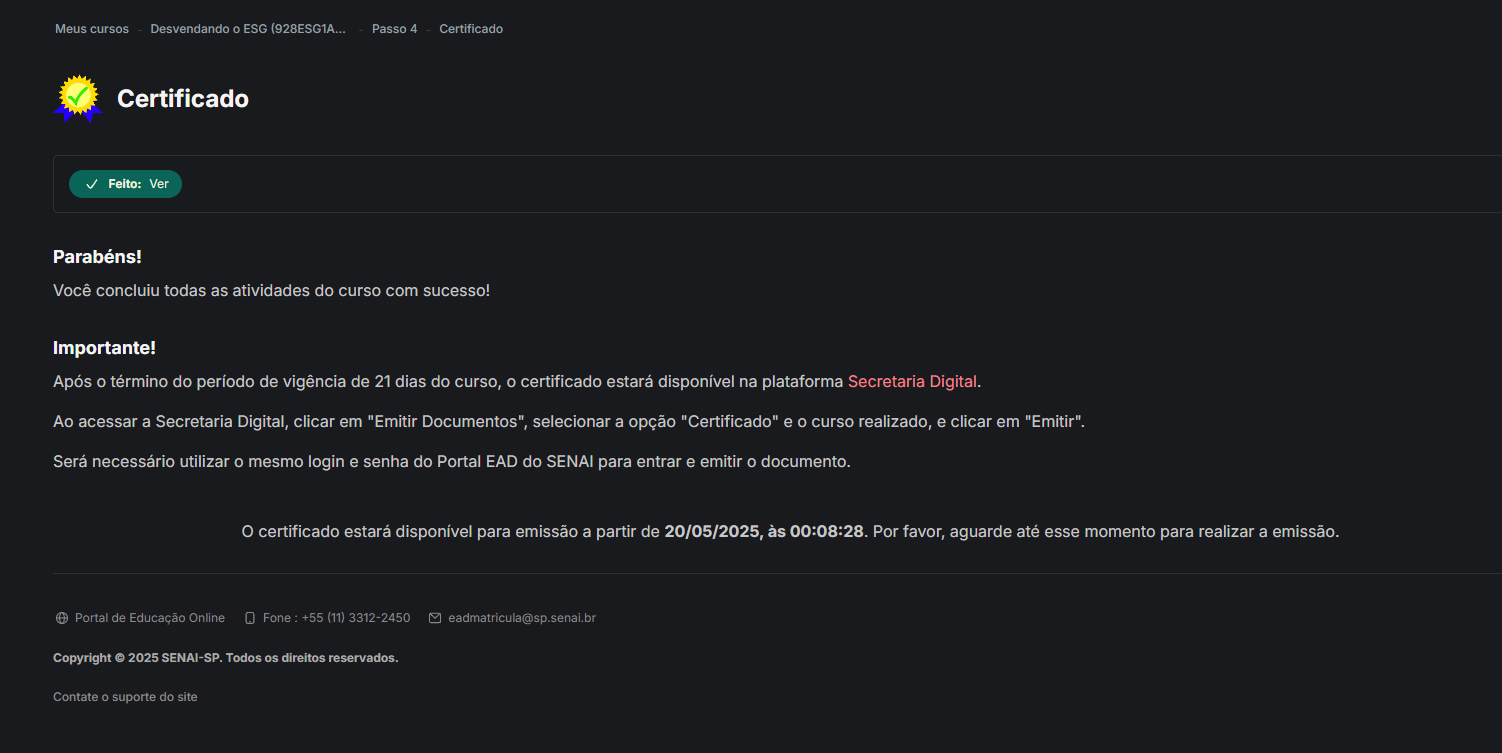 Meus cursos - Desvendando o ESG (928ESG1A... - Passo 4 - Certificado
Certificado
Feito: Ver
Parabéns!
Você concluiu todas as atividades do curso com sucesso!
Importante!
Após o término do período de vigência de 21 dias do curso, o certificado estará disponível na plataforma Secretaria Digital.
Ao acessar a Secretaria Digital, clicar em "Emitir Documentos", selecionar a opção "Certificado" e o curso realizado, e clicar em "Emitir".
Será necessário utilizar o mesmo login e senha do Portal EAD do SENAI para entrar e emitir o documento.
O certificado estará disponível para emissão a partir de 20/05/2025, às 00:08:28. Por favor, aguarde até esse momento para realizar a emissão.
Portal de Educação Online Fone : +55 (11) 3312-2450 eadmatricula@sp.senai.br
Copyright © 2025 SENAI-SP. Todos os direitos reservados.
Contate o suporte do site